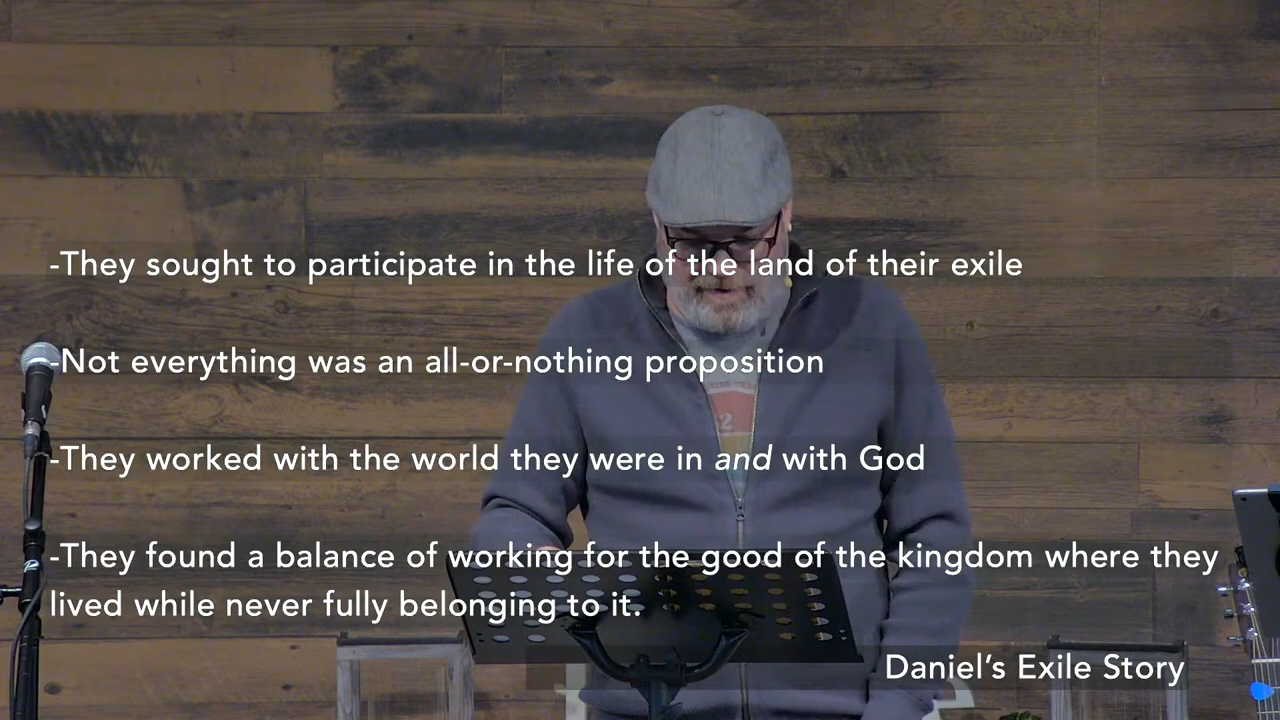 -They sought to participate in the life of the land of their exile
-Not everything was an all-or-nothing proposition
-They worked with the world they were in and with God
-They found a balance of working for the good of the kingdom where they
lived while never fully belonging to it.
Daniel's Exile Story